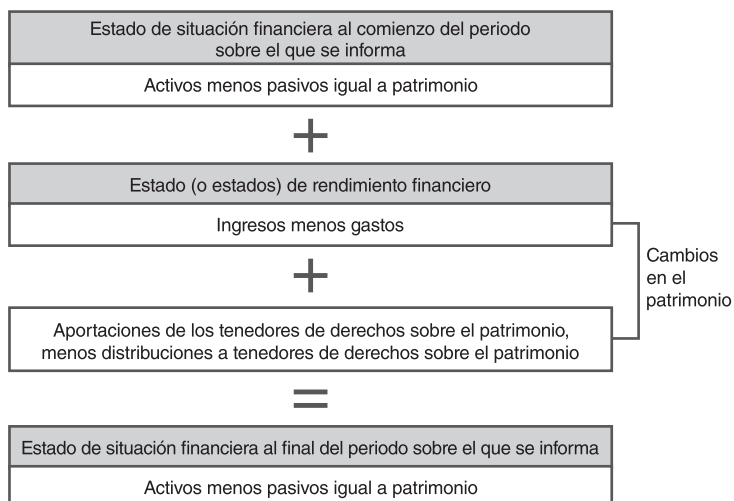 Estado de situación financiera al comienzo del periodo
sobre el que se informa
Activos menos pasivos igual a patrimonio
+
Estado (o estados) de rendimiento financiero
Ingresos menos gastos
+
Cambios
en el
patrimonio
Aportaciones de los tenedores de derechos sobre el patrimonio,
menos distribuciones a tenedores de derechos sobre el patrimonio
=
Estado de situación financiera al final del periodo sobre el que se informa
Activos menos pasivos igual a patrimonio